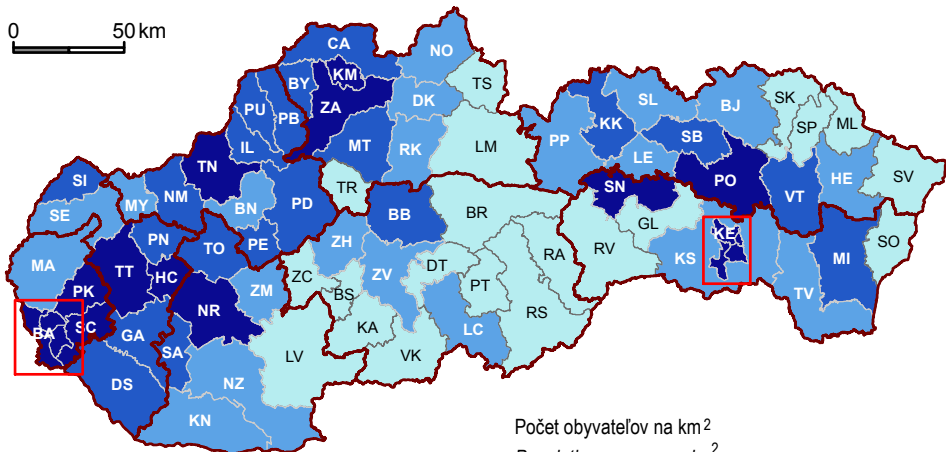 0 50 km
CA NO
BY KM TS
PU PB ZA DK SL BJ SK
IL MT RK LM PP KK SB SP ML
TN LE PO HE SV
SI NM BN PD TR BB BR SN VT
SE MY PN TO PE ZH GL KE SO
MA TT HC ZM ZC ZV DT RA RV KS MI
PK NR BS PT TV
BA SC GA SA KA LC RS
LV VK
DS NZ
KN
Počet obyvateľov na km²